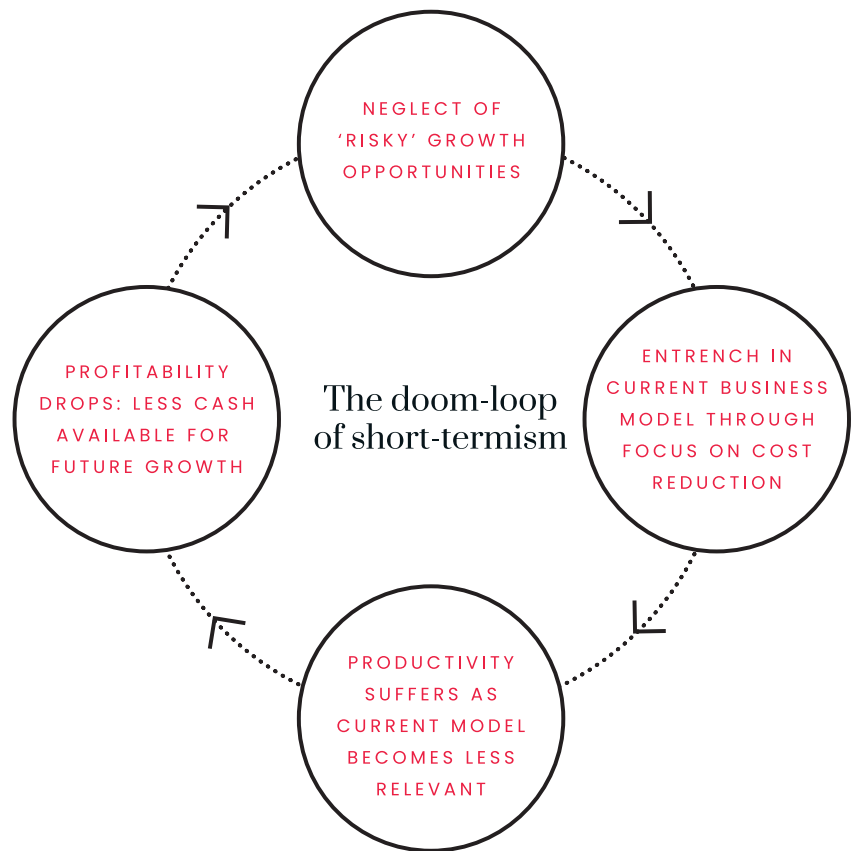 NEGLECT OF
‘RISKY’ GROWTH
OPPORTUNITIES
ENTRENCH IN
CURRENT BUSINESS
MODEL THROUGH
FOCUS ON COST
REDUCTION
PRODUCTIVITY
SUFFERS AS
CURRENT MODEL
BECOMES LESS
RELEVANT
PROFITABILITY
DROPS: LESS CASH
AVAILABLE FOR
FUTURE GROWTH
The doom-loop
of short-termism